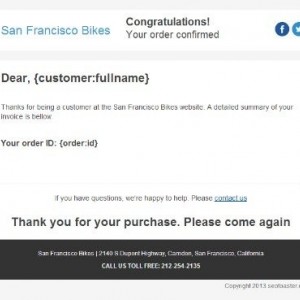 San Francisco Bikes
Congratulations!
Your order confirmed
Dear, {customer:fullname}
Thanks for being a customer at the San Francisco Bikes website. A detailed summary of your
invoice is bellow
Your order ID: {order:id}
If you have questions, we're happy to help. Please contact us
Thank you for your purchase. Please come again
San Francisco Bikes | 2140 S Dupont Highway, Camden, San Francisco, California
CALL US TOLL FREE: 212-254-2135
Copyright 2013